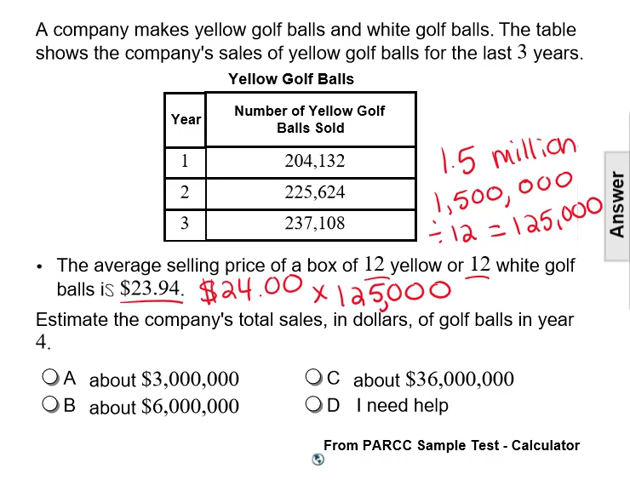 A company makes yellow golf balls and white golf balls. The table
shows the company's sales of yellow golf balls for the last 3 years.
Yellow Golf Balls
Year Number of Yellow Golf
Balls Sold
1 204,132
2 225,624
3 237,108
1.5 million
1,500,000
÷12 = 125,000
Answer
• The average selling price of a box of 12 yellow or 12 white golf
balls is $23.94. $24.00 x 125,000
Estimate the company's total sales, in dollars, of golf balls in year
4.
A about $3,000,000
B about $6,000,000
C about $36,000,000
D I need help
From PARCC Sample Test - Calculator